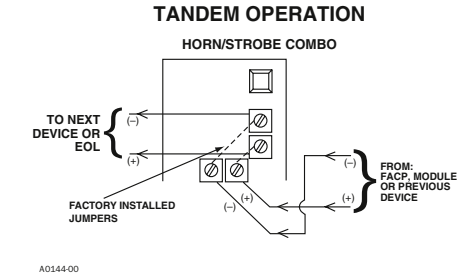 TANDEM OPERATION
HORN/STROBE COMBO
TO NEXT
DEVICE OR
EOL
(–)
(+)
FACTORY INSTALLED
JUMPERS
(–)
(+)
(–)
(+)
FROM:
FACP, MODULE
OR PREVIOUS
DEVICE
A0144-00